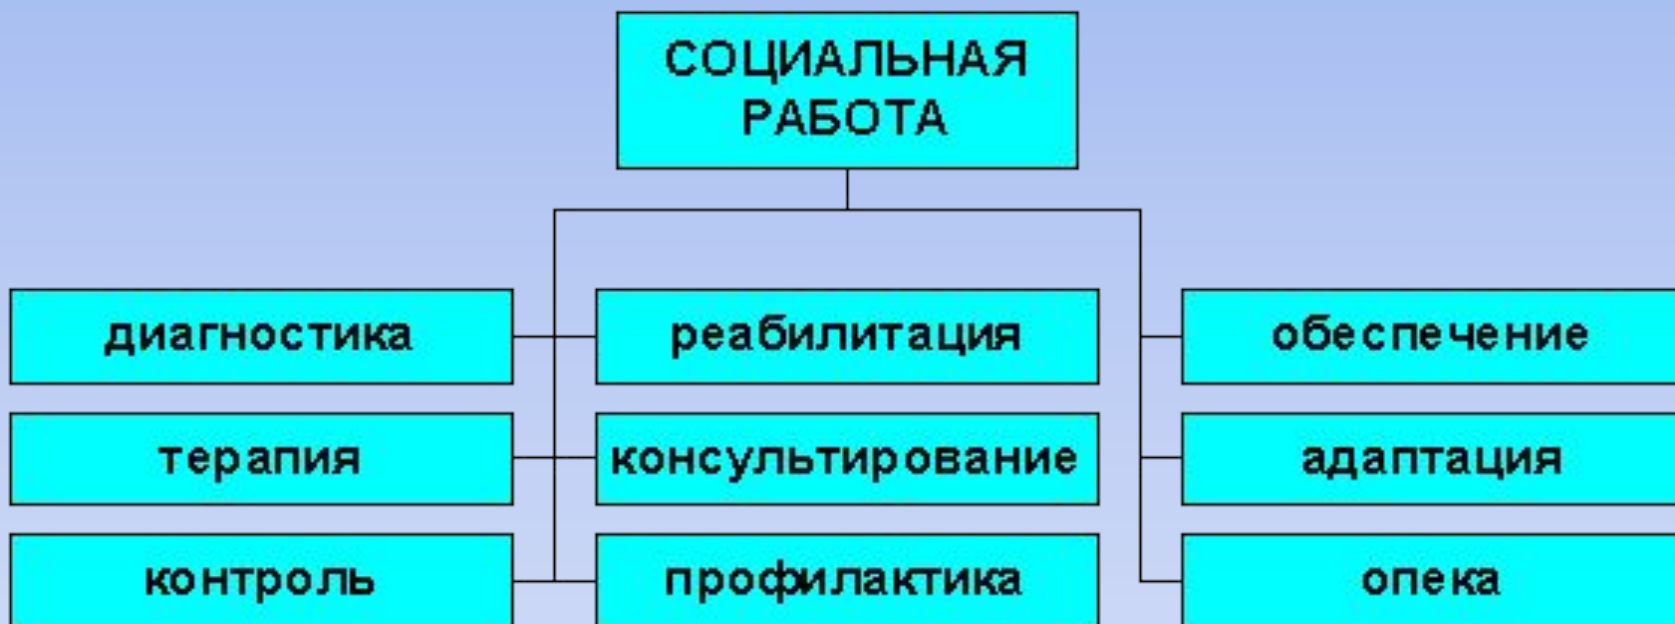 СОЦИАЛЬНАЯ
РАБОТА
диагностика
реабилитация
обеспечение
терапия
консультирование
адаптация
контроль
профилактика
опека